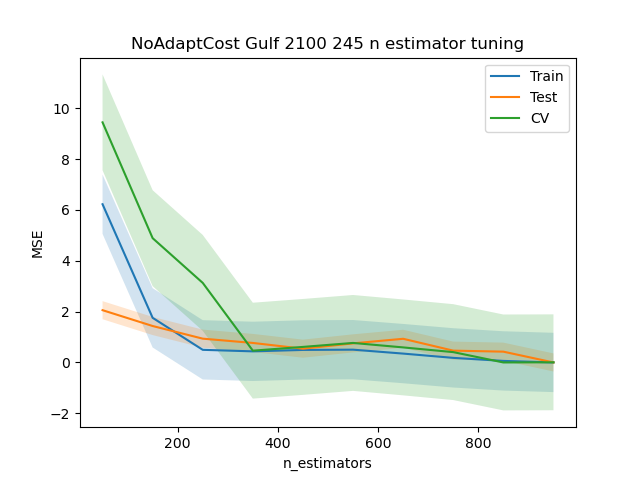 NoAdaptCost Gulf 2100 245 n estimator tuning
Train
Test
CV
MSE
10
8
6
4
2
0
−2
200 400 600 800
n_estimators